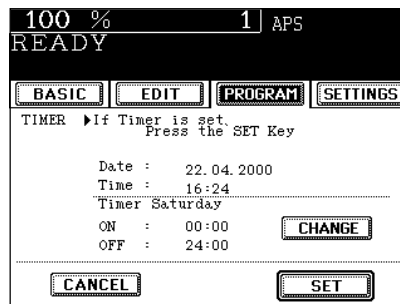 100 % 1 APS
READY
BASIC EDIT PROGRAM SETTINGS
TIMER ▶If Timer is set,
Press the SET Key
Date : 22.04.2000
Time : 16:24
Timer Saturday
ON : 00:00 CHANGE
OFF : 24:00
CANCEL SET